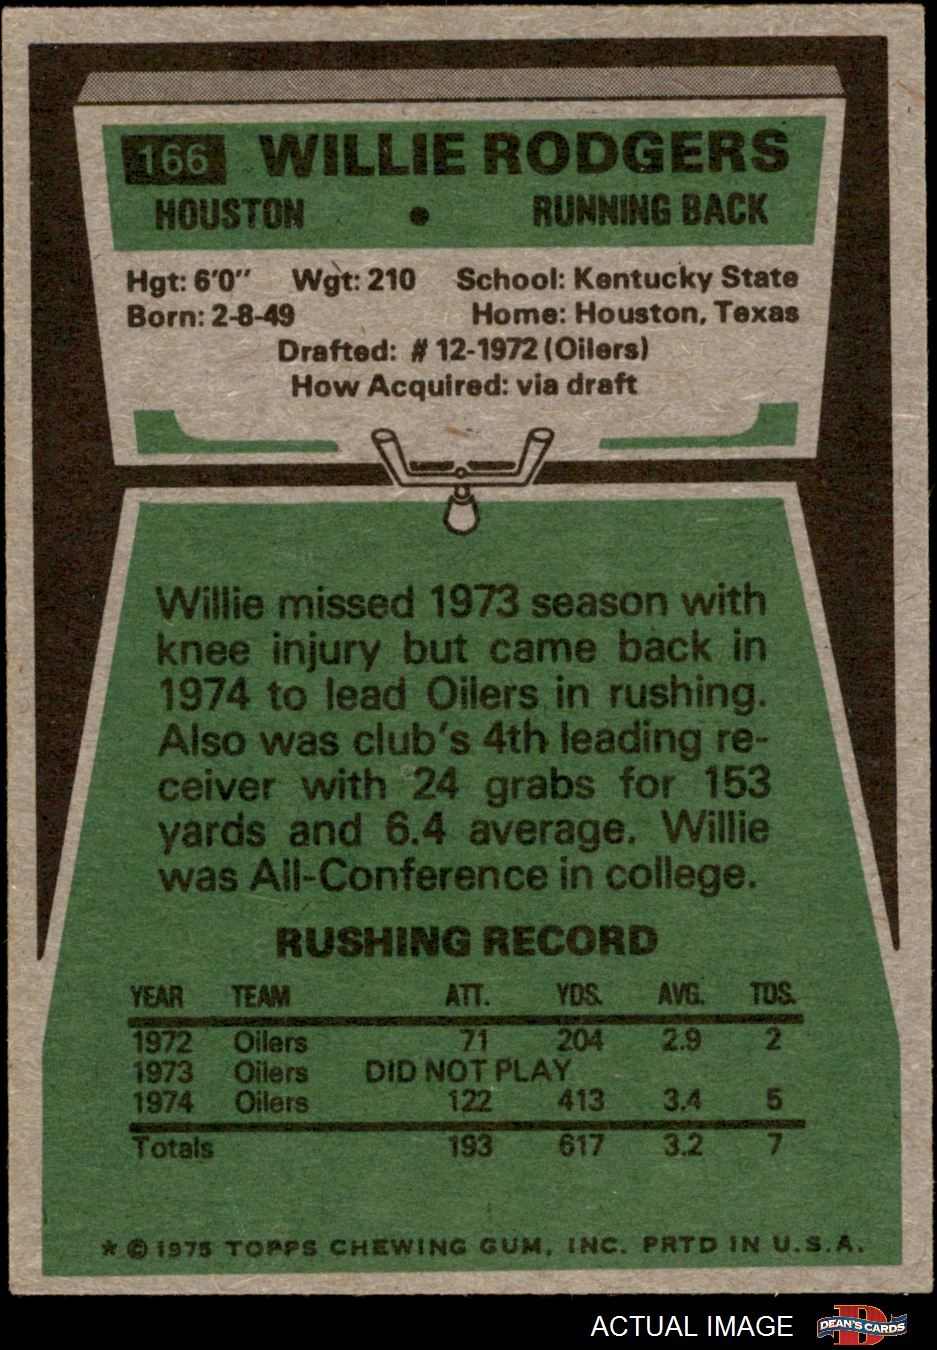 166 WILLIE RODGERS
HOUSTON • RUNNING BACK
Hgt: 6'0" Wgt: 210 School: Kentucky State
Born: 2-8-49 Home: Houston, Texas
Drafted: # 12-1972 (Oilers)
How Acquired: via draft
Willie missed 1973 season with
knee injury but came back in
1974 to lead Oilers in rushing.
Also was club's 4th leading re-
ceiver with 24 grabs for 153
yards and 6.4 average. Willie
was All-Conference in college.
RUSHING RECORD
YEAR TEAM ATT. YDS. AVG. TDS.
1972 Oilers 71 204 2.9 2
1973 Oilers DID NOT PLAY
1974 Oilers 122 413 3.4 5
Totals 193 617 3.2 7
* © 1975 TOPPS CHEWING GUM, INC. PRTD IN U.S.A.
ACTUAL IMAGE D DEAN'S CARDS